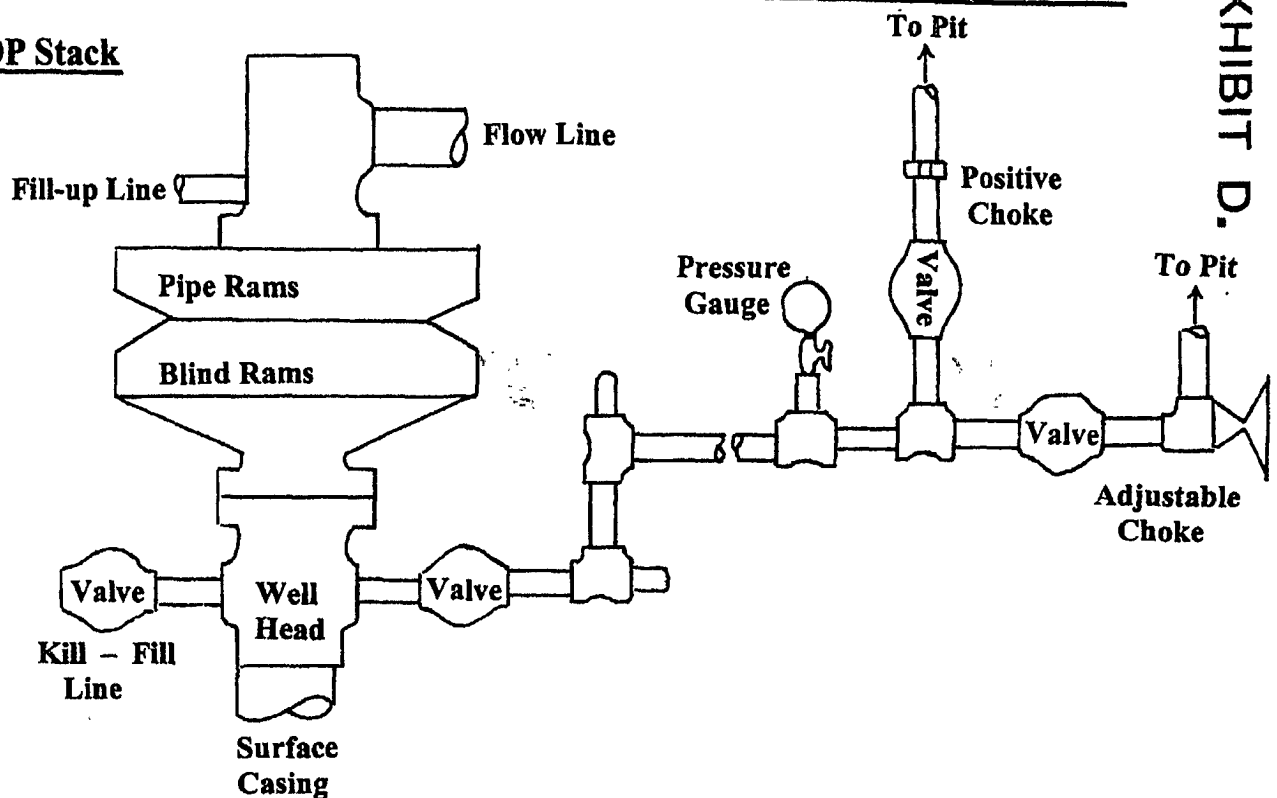 OP Stack
To Pit
Flow Line
Fill-up Line
Positive
Choke
Valve
Pressure
Gauge
To Pit
Pipe Rams
Blind Rams
Valve
Adjustable
Choke
Valve
Well
Head
Valve
Kill – Fill
Line
Surface
Casing
XHIBIT D.